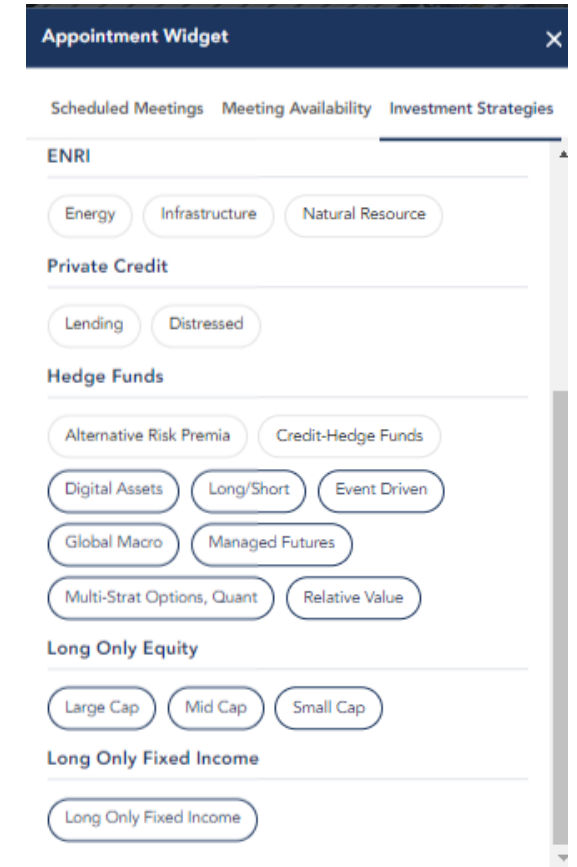 Appointment Widget
Scheduled Meetings Meeting Availability Investment Strategies
ENRI
Energy Infrastructure Natural Resource
Private Credit
Lending Distressed
Hedge Funds
Alternative Risk Premia Credit-Hedge Funds
Digital Assets Long/Short Event Driven
Global Macro Managed Futures
Multi-Strat Options, Quant Relative Value
Long Only Equity
Large Cap Mid Cap Small Cap
Long Only Fixed Income
Long Only Fixed Income